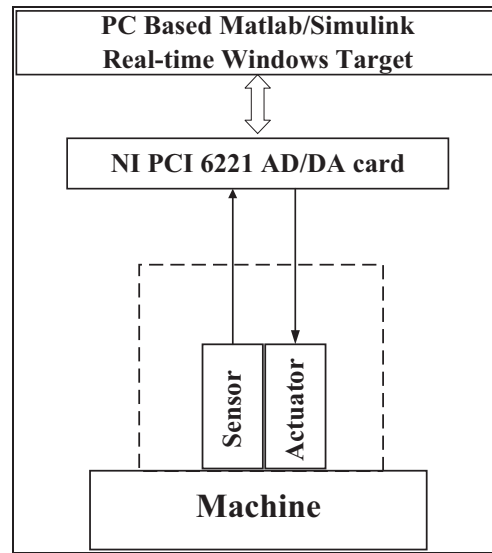 PC Based Matlab/Simulink
Real-time Windows Target
NI PCI 6221 AD/DA card
Sensor
Actuator
Machine